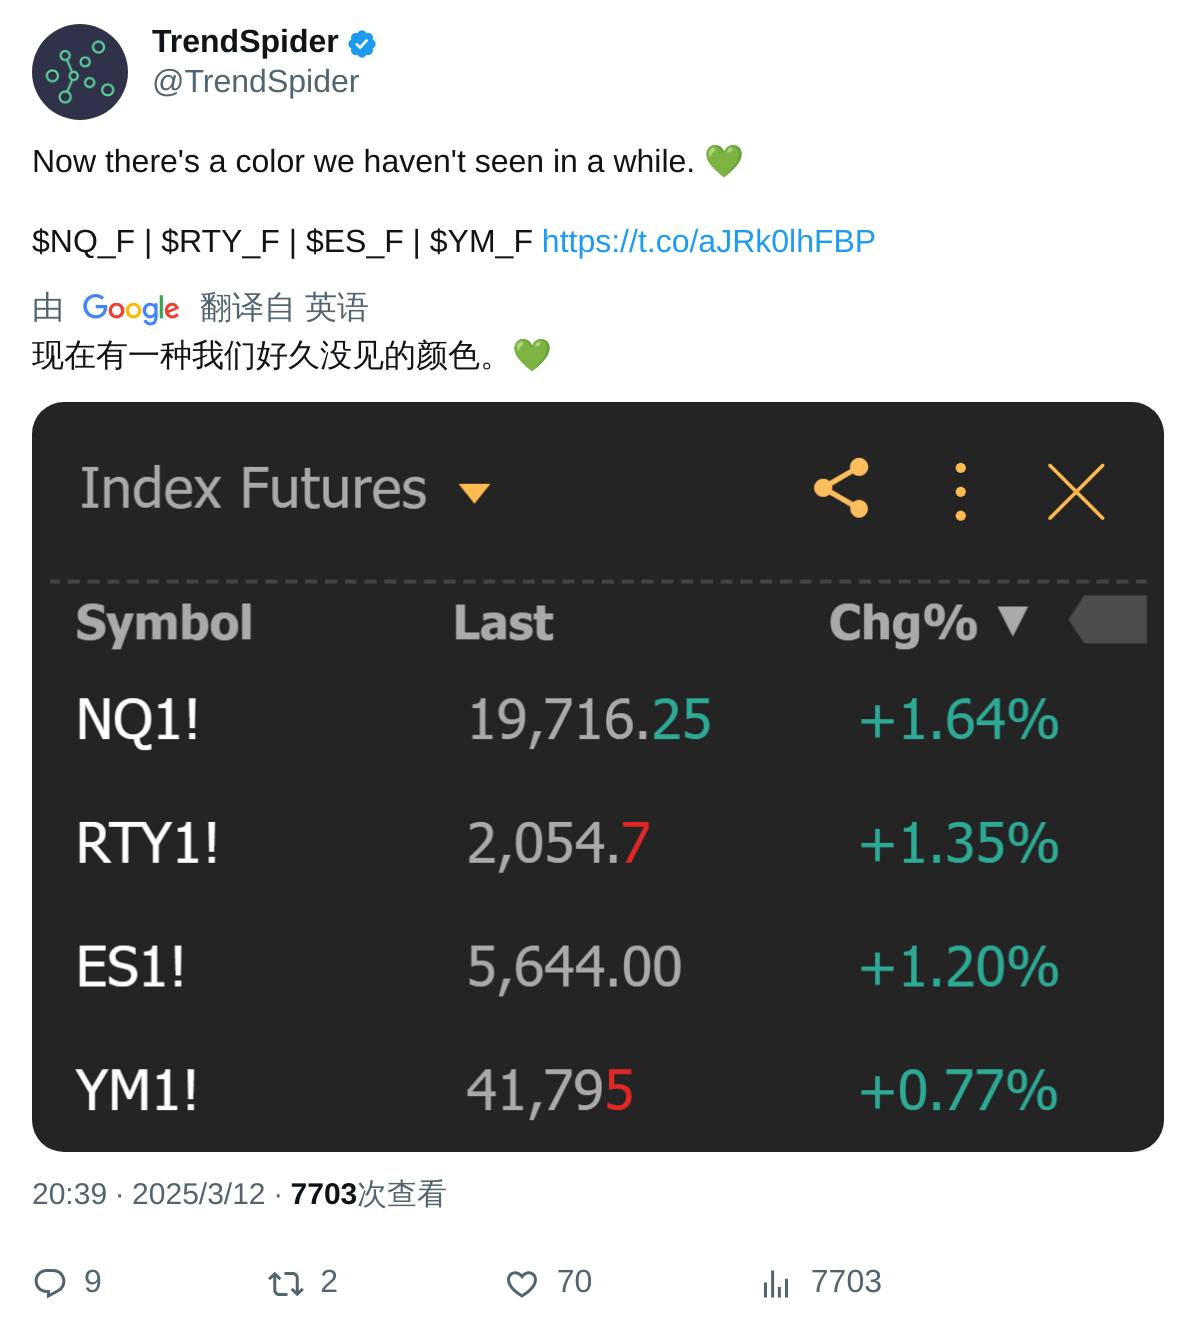 TrendSpider
@TrendSpider
Now there's a color we haven't seen in a while. 💚
$NQ_F | $RTY_F | $ES_F | $YM_F https://t.co/aJRk0lhFBP
由 Google 翻译自 英语
现在有一种我们好久没见的颜色。💚
Index Futures
Symbol Last Chg% ▼
NQ1! 19,716.25 +1.64%
RTY1! 2,054.7 +1.35%
ES1! 5,644.00 +1.20%
YM1! 41,795 +0.77%
20:39 · 2025/3/12 · 7703次查看
9 2 70 7703